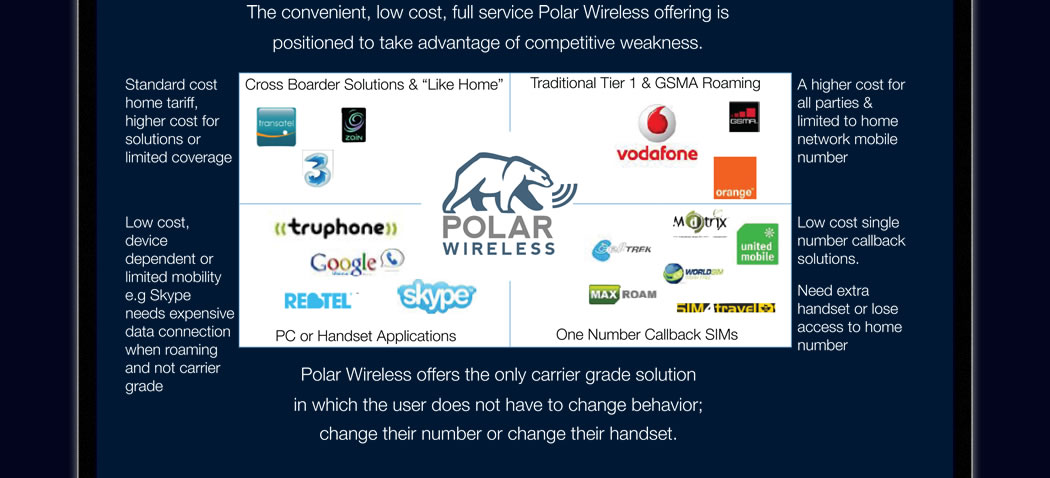 The convenient, low cost, full service Polar Wireless offering is
positioned to take advantage of competitive weakness.
Standard cost
home tariff,
higher cost for
solutions or
limited coverage
Cross Boarder Solutions & “Like Home”
transatel
zain
3
Traditional Tier 1 & GSMA Roaming
vodafone
GSMA
orange
A higher cost for
all parties &
limited to home
network mobile
number
POLAR
WIRELESS
Low cost,
device
dependent or
limited mobility
e.g Skype
needs expensive
data connection
when roaming
and not carrier
grade
truphone
Google
REBTEL
skype
PC or Handset Applications
Matrix
TREK
united
mobile
WORLDSIM
MAX ROAM
SIM4travel
One Number Callback SIMs
Low cost single
number callback
solutions.
Need extra
handset or lose
access to home
number
Polar Wireless offers the only carrier grade solution
in which the user does not have to change behavior;
change their number or change their handset.